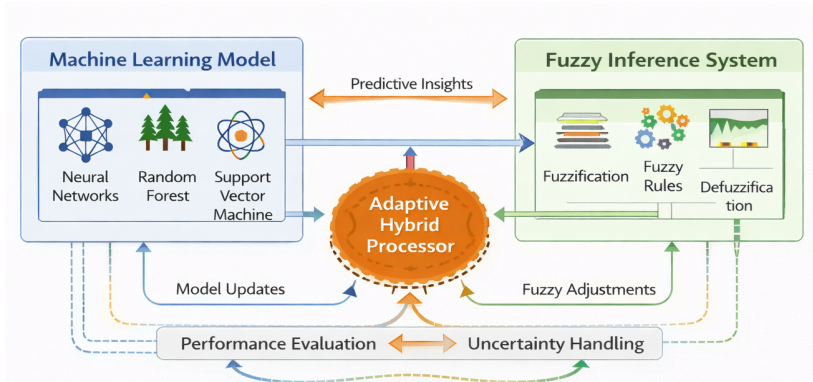 Machine Learning Model
Fuzzy Inference System
Predictive Insights
Neural
Networks
Random
Forest
Support
Vector
Machine
Fuzzification
Fuzzy
Rules
Defuzzifica
tion
Adaptive
Hybrid
Processor
Model Updates
Fuzzy Adjustments
Performance Evaluation
Uncertainty Handling